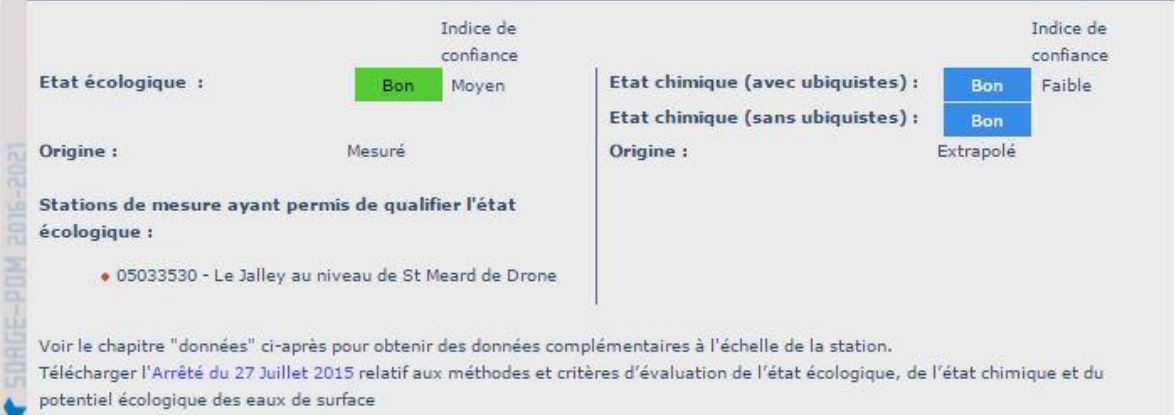 Indice de
confiance
Etat écologique :
Bon
Moyen
Origine :
Mesuré
Stations de mesure ayant permis de qualifier l'état
écologique :
05033530 - Le Jalley au niveau de St Meard de Drone
Indice de
confiance
Etat chimique (avec ubiquistes) :
Bon
Faible
Etat chimique (sans ubiquistes) :
Bon
Origine :
Extrapolé
Voir le chapitre "données" ci-après pour obtenir des données complémentaires à l'échelle de la station.
Télécharger l'Arrêté du 27 Juillet 2015 relatif aux méthodes et critères d’évaluation de l’état écologique, de l’état chimique et du
potentiel écologique des eaux de surface
SDAGE-PDM 2016-2021